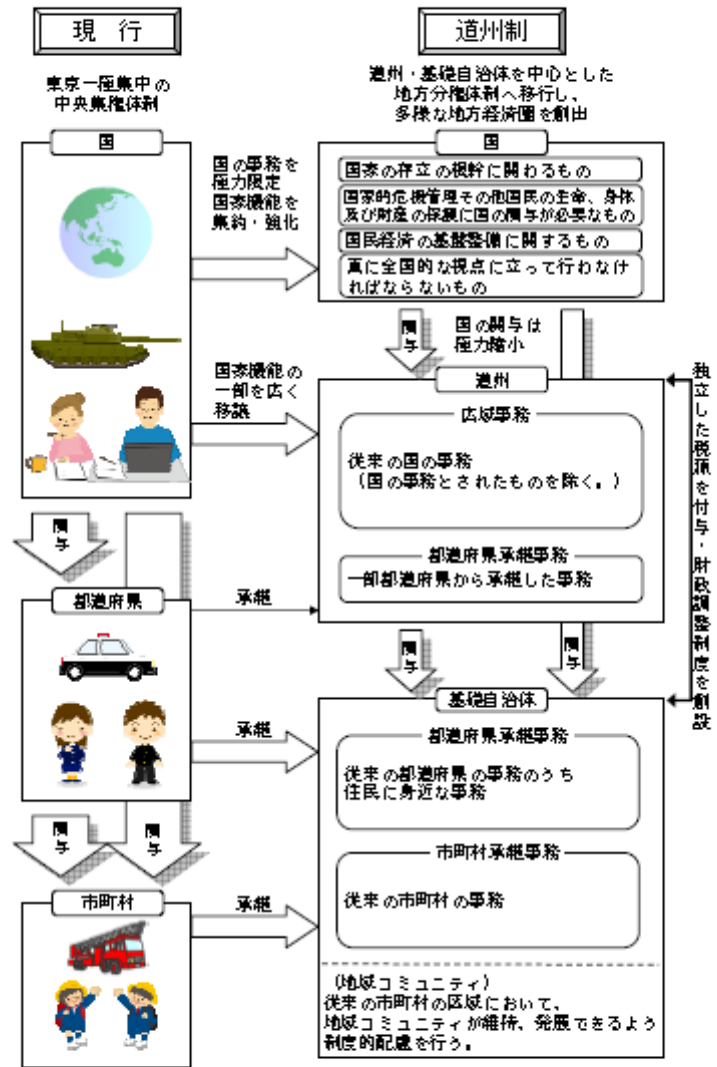 現 行
道州制
東京一極集中の
中央集権体制
道州・基礎自治体を中心とした
地方分権体制へ移行し、
多様な地方経済圏を創出
国
国の事務を
極力限定
国家機能を
集約・強化
国
国家の存立の根幹に関わるもの
国家的危機管理その他国民の生命、身体
及び財産の保護に国の関与が必要なもの
国民経済の基盤整備に関するもの
真に全国的な視点に立って行わなけ
ればならないもの
関与
国の関与は
極力縮小
国家機能の
一部を広く
移譲
道州
広域事務
従来の国の事務
(国の事務とされたものを除く。)
都道府県承継事務
一部都道府県から承継した事務
独立した税源を付与・財政調整制度を創設
関与
都道府県
承継
関与
関与
基礎自治体
承継
都道府県承継事務
従来の都道府県の事務のうち
住民に身近な事務
関与
関与
市町村承継事務
従来の市町村の事務
市町村
承継
(地域コミュニティ)
従来の市町村の区域において、
地域コミュニティが維持、発展できるよう
制度的配慮を行う。